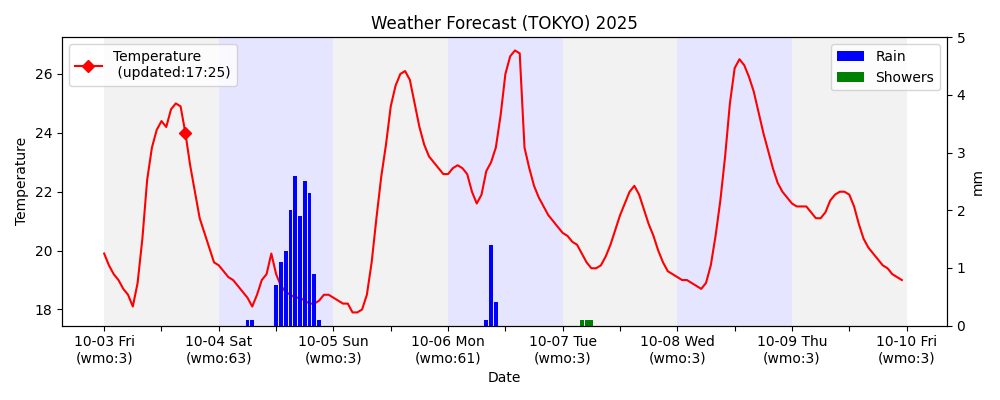 Weather Forecast (TOKYO) 2025
Temperature
(updated:17:25)
Rain
Showers
Temperature
26
24
22
20
18
5
4
3
2
1
0
mm
10-03 Fri
(wmo:3)
10-04 Sat
(wmo:63)
10-05 Sun
(wmo:3)
10-06 Mon
(wmo:61)
10-07 Tue
(wmo:3)
10-08 Wed
(wmo:3)
10-09 Thu
(wmo:3)
10-10 Fri
(wmo:3)
Date